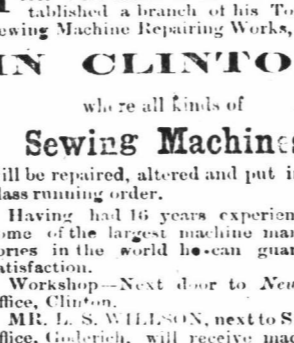 tablished a branch of his To
ewing Machine Repairing Works,
IN CLINTO
where all kinds of
Sewing Machines
ill be repaired, altered and put i
lass running order.
Having had 16 years experien
ome of the largest machine man
ories in the world he can guar
atisfaction.
Workshop—Next door to New
ffice, Clinton.
MR. L. S. WILLSON, next to S
ffice, Goderich, will receive mac